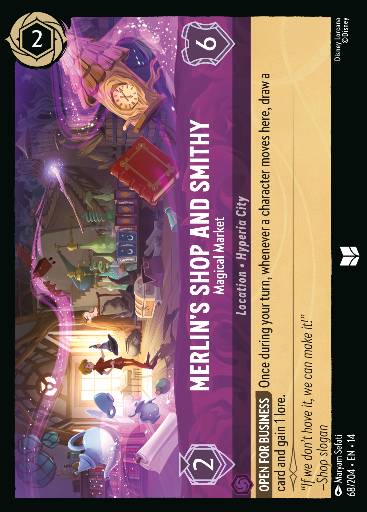 2
MERLIN'S SHOP AND SMITHY
Magical Market
2
6
Location • Hyperia City
OPEN FOR BUSINESS Once during your turn, whenever a character moves here, draw a
card and gain 1 lore.
"If we don't have it, we can make it!"
–Shop slogan
Maryam Sefati
68/204 • EN • 14
Disney Lorcana
©Disney